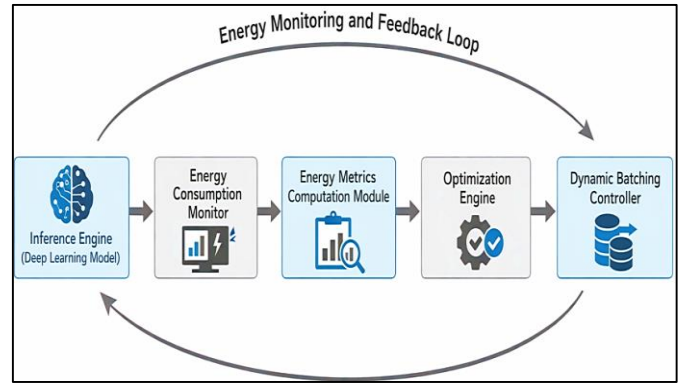 Energy Monitoring and Feedback Loop
Inference Engine
(Deep Learning Model)
Energy
Consumption
Monitor
Energy Metrics
Computation Module
Optimization
Engine
Dynamic Batching
Controller